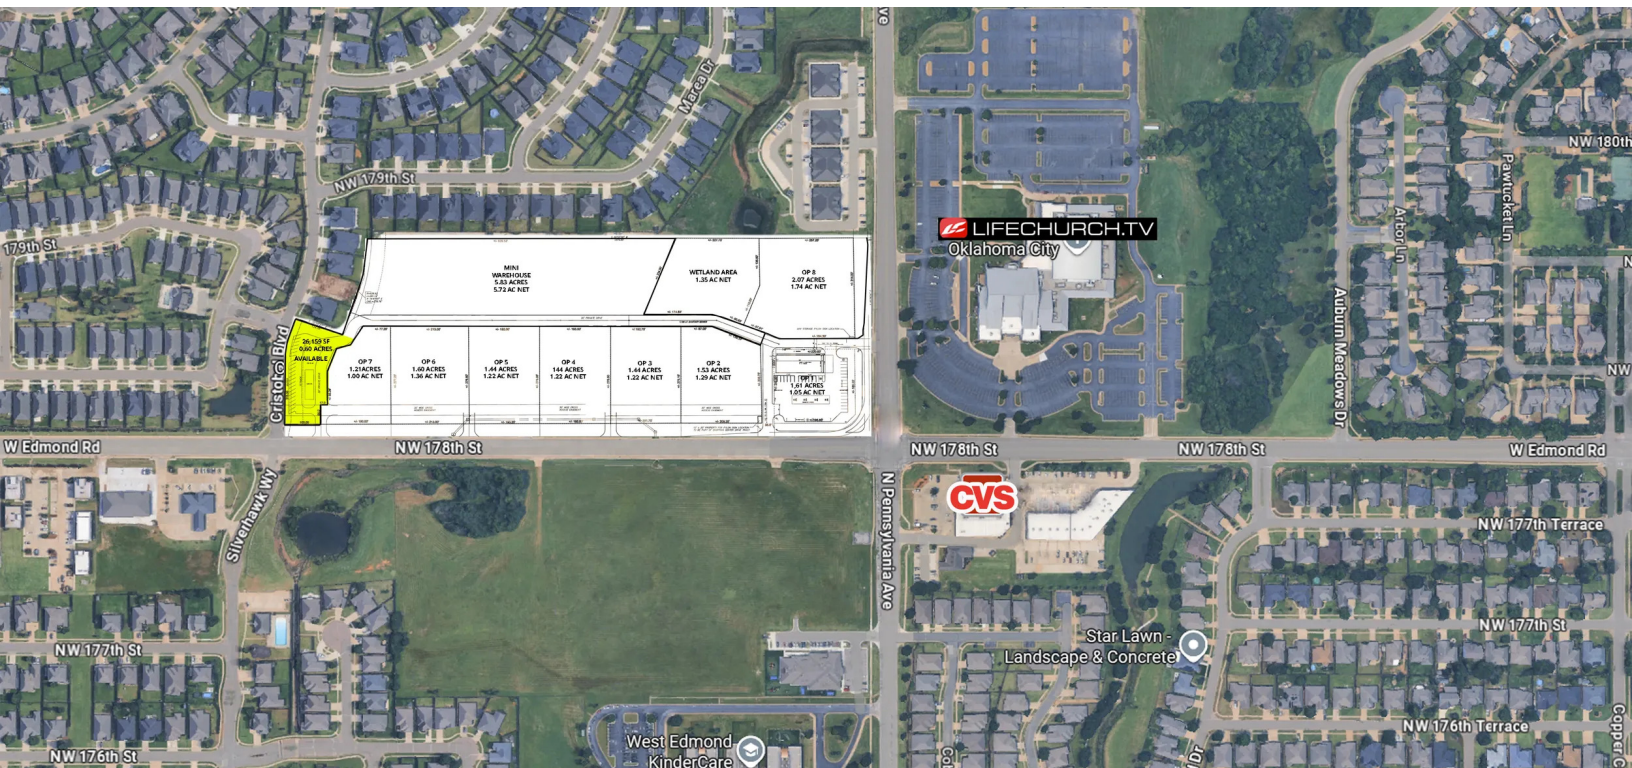 Ave
Marea Dr
NW 180th
NW 179th St
179th St
Pawtucket Ln
Arbor Ln
LIFECHURCH.TV
Oklahoma City
MINI
WAREHOUSE
5.83 ACRES
5.72 AC NET
WETLAND AREA
1.35 AC NET
OP 8
2.07 ACRES
1.74 AC NET
Auburn Meadows Dr
Cristobal Blvd
26,159 SF
0.60 ACRES
AVAILABLE
OP 7
1.21ACRES
1.00 AC NET
OP 6
1.60 ACRES
1.36 AC NET
OP 5
1.44 ACRES
1.22 AC NET
OP 4
144 ACRES
1.22 AC NET
OP 3
1.44 ACRES
1.22 AC NET
OP 2
1.53 ACRES
1.29 AC NET
1.61 ACRES
1.05 AC NET
NW
W Edmond Rd
NW 178th St
NW 178th St
NW 178th St
W Edmond Rd
Silverhawk Wy
N Pennsylvania Ave
CVS
NW 177th Terrace
NW 177th St
NW 177th St
Star Lawn -
Landscape & Concrete
NW 176th Terrace
NW 176th St
West Edmond
KinderCare
Dr
Copper C